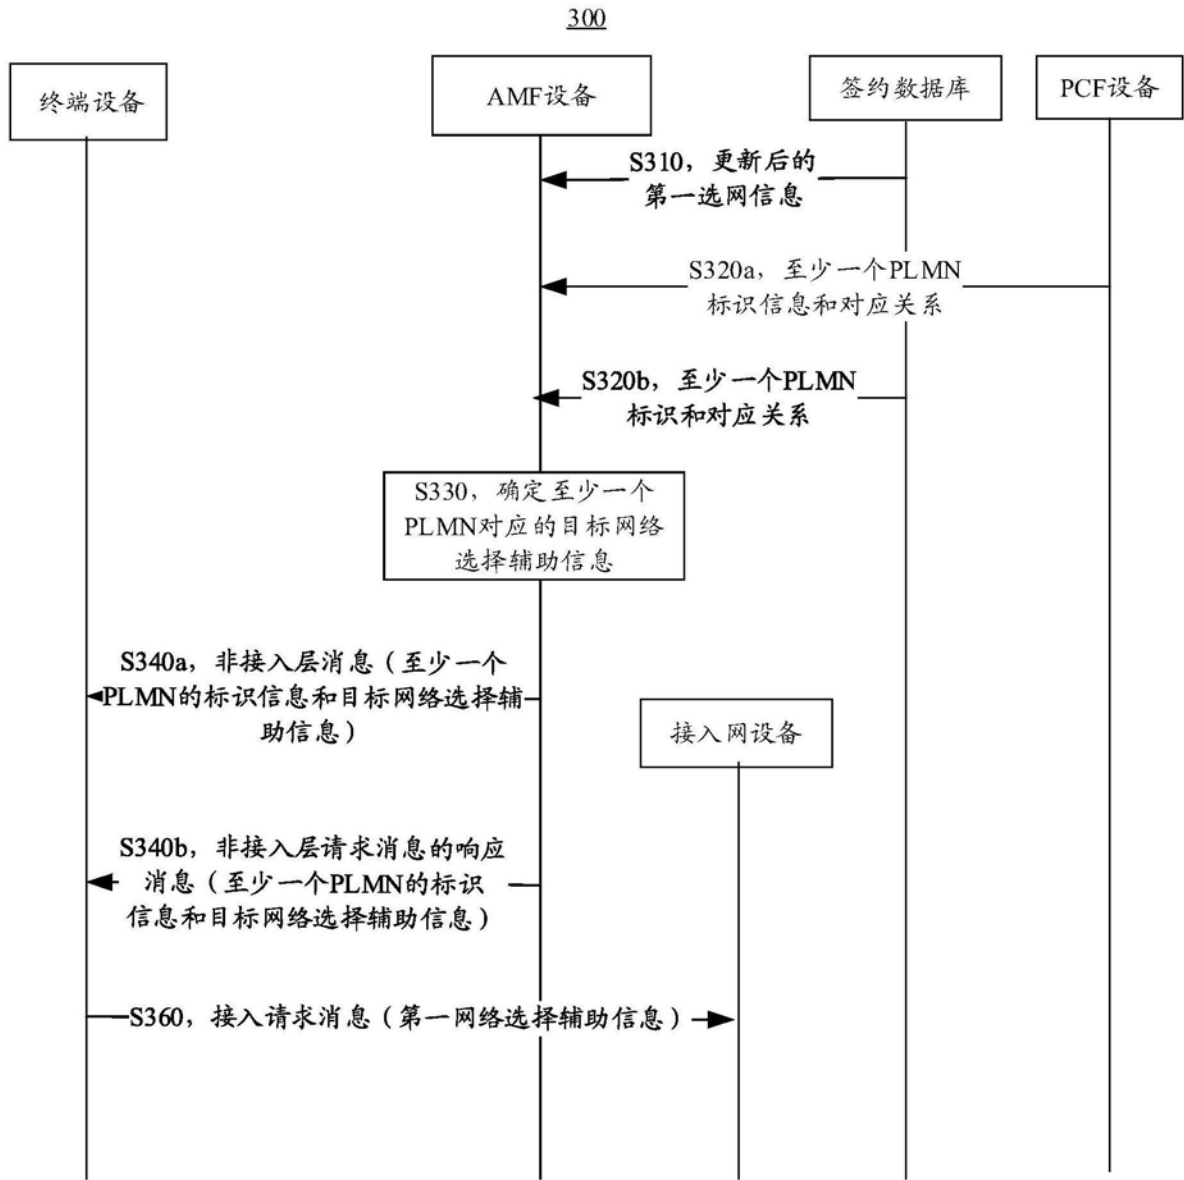 300
终端设备
AMF设备
签约数据库
PCF设备
S310，更新后的
第一选网信息
S320a，至少一个PLMN
标识信息和对应关系
S320b，至少一个PLMN
标识和对应关系
S330，确定至少一个
PLMN对应的目标网络
选择辅助信息
S340a，非接入层消息（至少一个
PLMN的标识信息和目标网络选择辅
助信息）
接入网设备
S340b，非接入层请求消息的响应
消息（至少一个PLMN的标识
信息和目标网络选择辅助信息）
S360，接入请求消息（第一网络选择辅助信息）